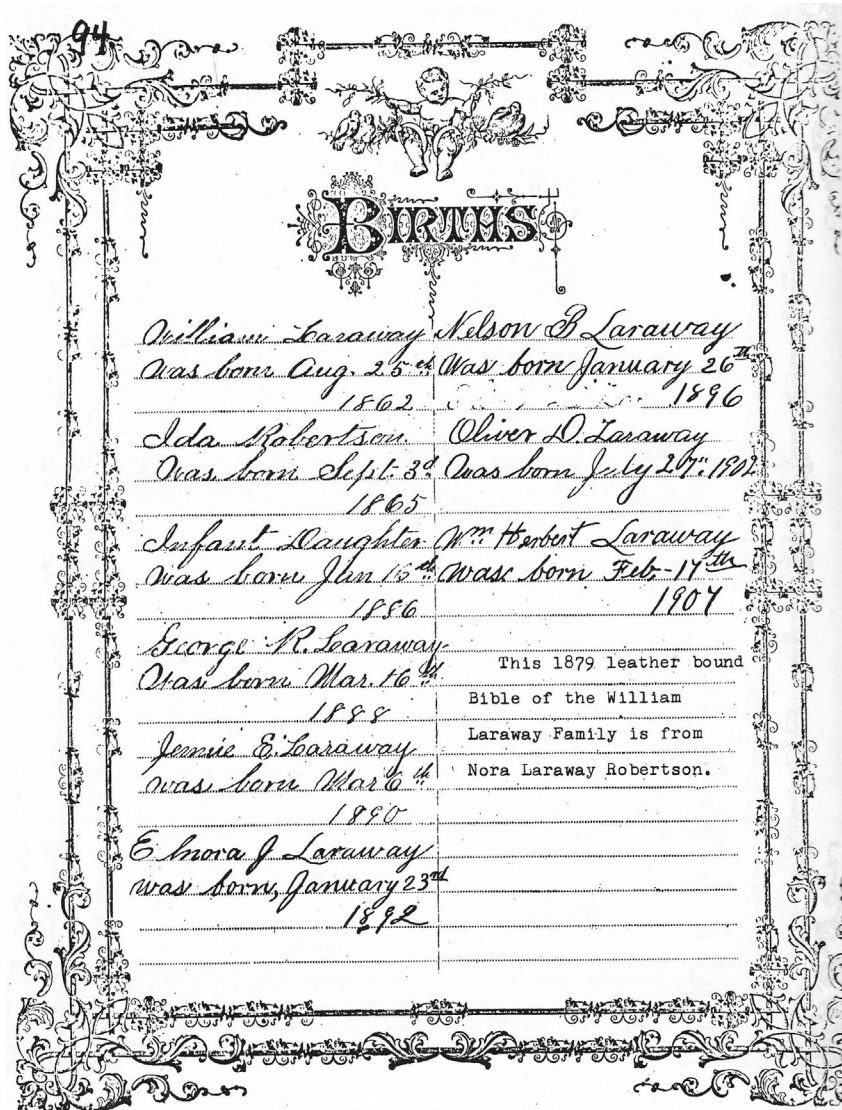 94
BIRTHS
William Laraway
Was born Aug. 25th
1862
Ida Robertson
Was born Sept. 3d
1865
Infant Daughter
was born Jan 15th
1886
George R. Laraway
Was born Mar. 16th
1888
Jennie E. Laraway
was born Mar 6th
1890
Elnora J Laraway
was born, January 23rd
1892
Nelson B Laraway
Was born January 26th
1896
Oliver D. Laraway
Was born July 27th 1902
Wm Herbert Laraway
was born Feb-17th
1907
This 1879 leather bound
Bible of the William
Laraway Family is from
Nora Laraway Robertson.